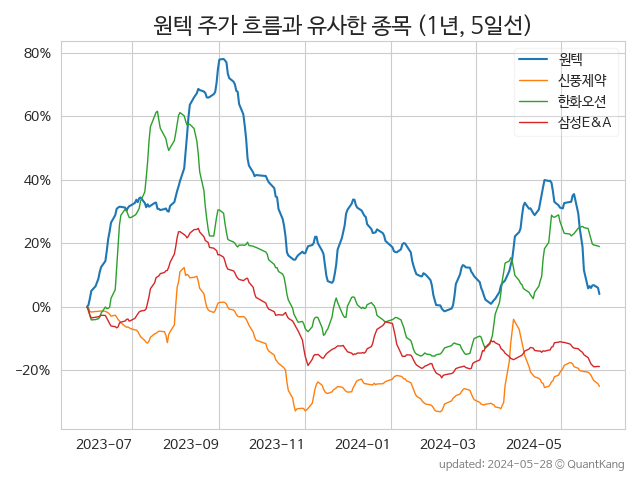 원텍 주가 흐름과 유사한 종목 (1년, 5일선)
80%
60%
40%
20%
0%
−20%
원텍
신풍제약
한화오션
삼성E&A
2023-07
2023-09
2023-11
2024-01
2024-03
2024-05
updated: 2024-05-28 © QuantKang